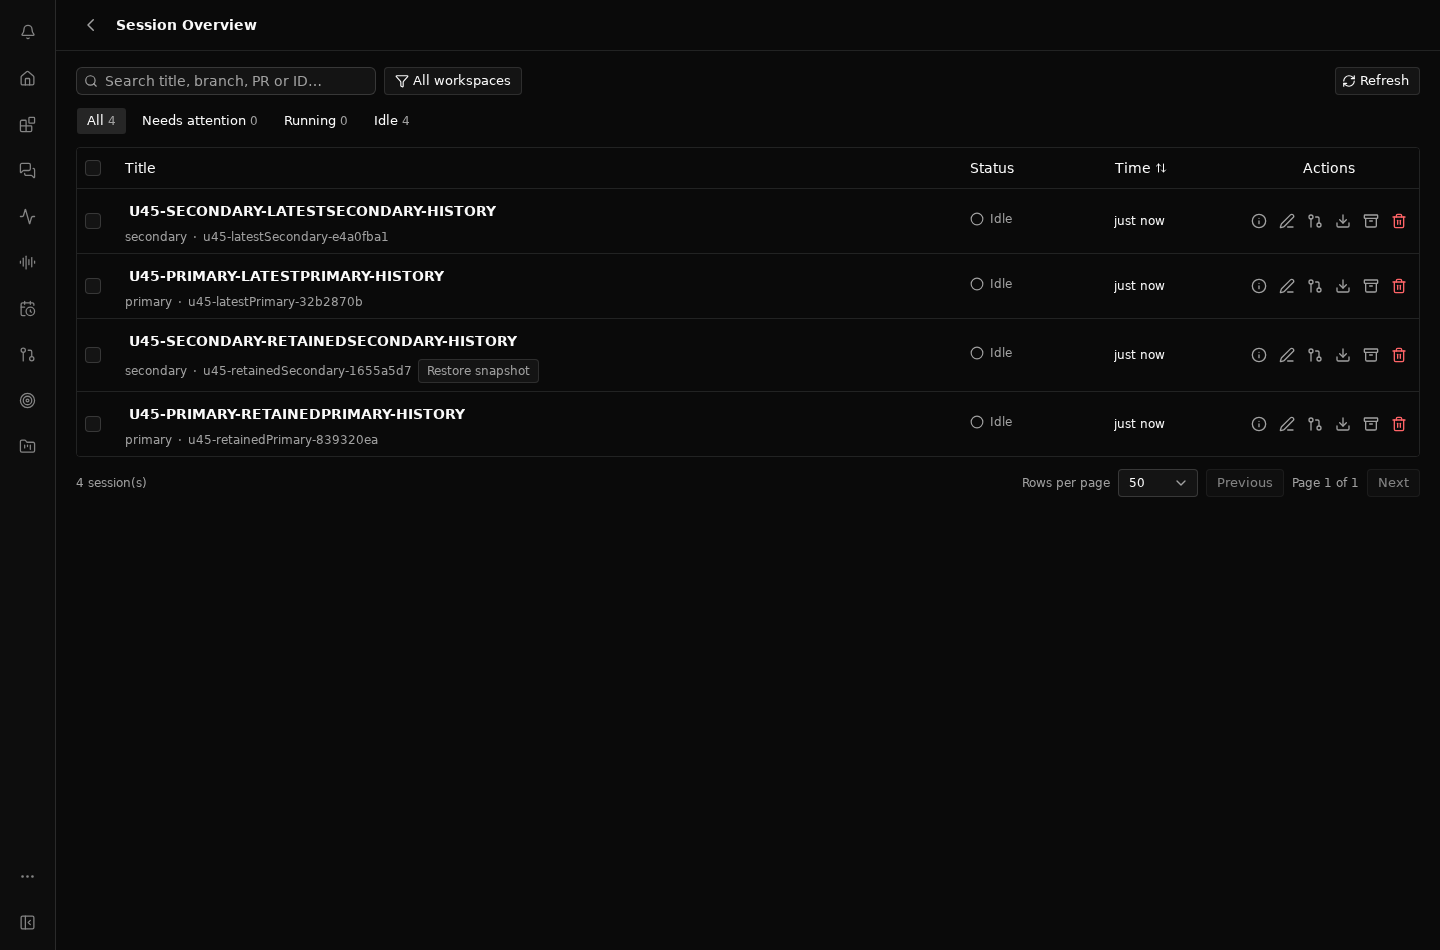 Session Overview
Search title, branch, PR or ID...
All workspaces
Refresh
All 4
Needs attention 0
Running 0
Idle 4
Title
Status
Time
Actions
U45-SECONDARY-LATESTSECONDARY-HISTORY
secondary · u45-latestSecondary-e4a0fba1
Idle
just now
U45-PRIMARY-LATESTPRIMARY-HISTORY
primary · u45-latestPrimary-32b2870b
Idle
just now
U45-SECONDARY-RETAINEDSECONDARY-HISTORY
secondary · u45-retainedSecondary-1655a5d7
Restore snapshot
Idle
just now
U45-PRIMARY-RETAINEDPRIMARY-HISTORY
primary · u45-retainedPrimary-839320ea
Idle
just now
4 session(s)
Rows per page
50
Previous
Page 1 of 1
Next